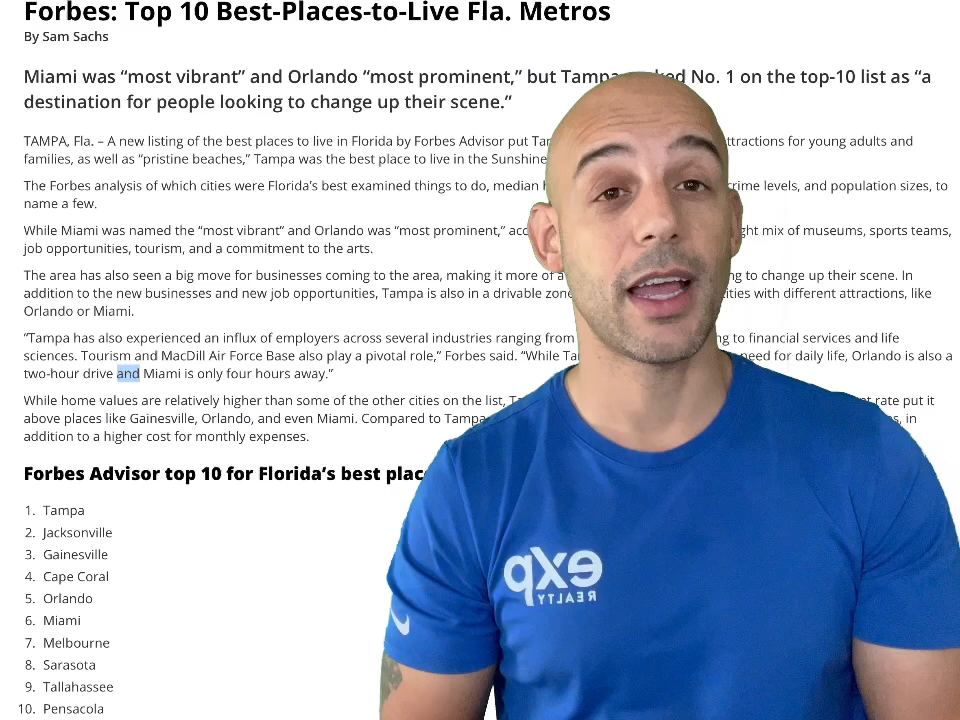 Forbes: Top 10 Best-Places-to-Live Fla. Metros
By Sam Sachs
Miami was “most vibrant” and Orlando “most prominent,” but Tampa No. 1 on the top-10 list as “a
destination for people looking to change up their scene.”
TAMPA, Fla. – A new listing of the best places to live in Florida by Forbes Advisor put attractions for young adults and
families, as well as “pristine beaches,” Tampa was the best place to live in the Sunshine
The Forbes analysis of which cities were Florida’s best examined things to do, median crime levels, and population sizes, to
name a few.
While Miami was named the “most vibrant” and Orlando was “most prominent,” mix of museums, sports teams,
job opportunities, tourism, and a commitment to the arts.
The area has also seen a big move for businesses coming to the area, making it more of a to change up their scene. In
addition to the new businesses and new job opportunities, Tampa is also in a drivable zone with different attractions, like
Orlando or Miami.
“Tampa has also experienced an influx of employers across several industries ranging from to financial services and life
sciences. Tourism and MacDill Air Force Base also play a pivotal role,” Forbes said. “While need for daily life, Orlando is also a
two-hour drive and Miami is only four hours away.”
While home values are relatively higher than some of the other cities on the list, rate put it
above places like Gainesville, Orlando, and even Miami. Compared to Tampa in
addition to a higher cost for monthly expenses.
Forbes Advisor top 10 for Florida’s best
1. Tampa
2. Jacksonville
3. Gainesville
4. Cape Coral
5. Orlando
6. Miami
7. Melbourne
8. Sarasota
9. Tallahassee
10. Pensacola
eXp
REALTY